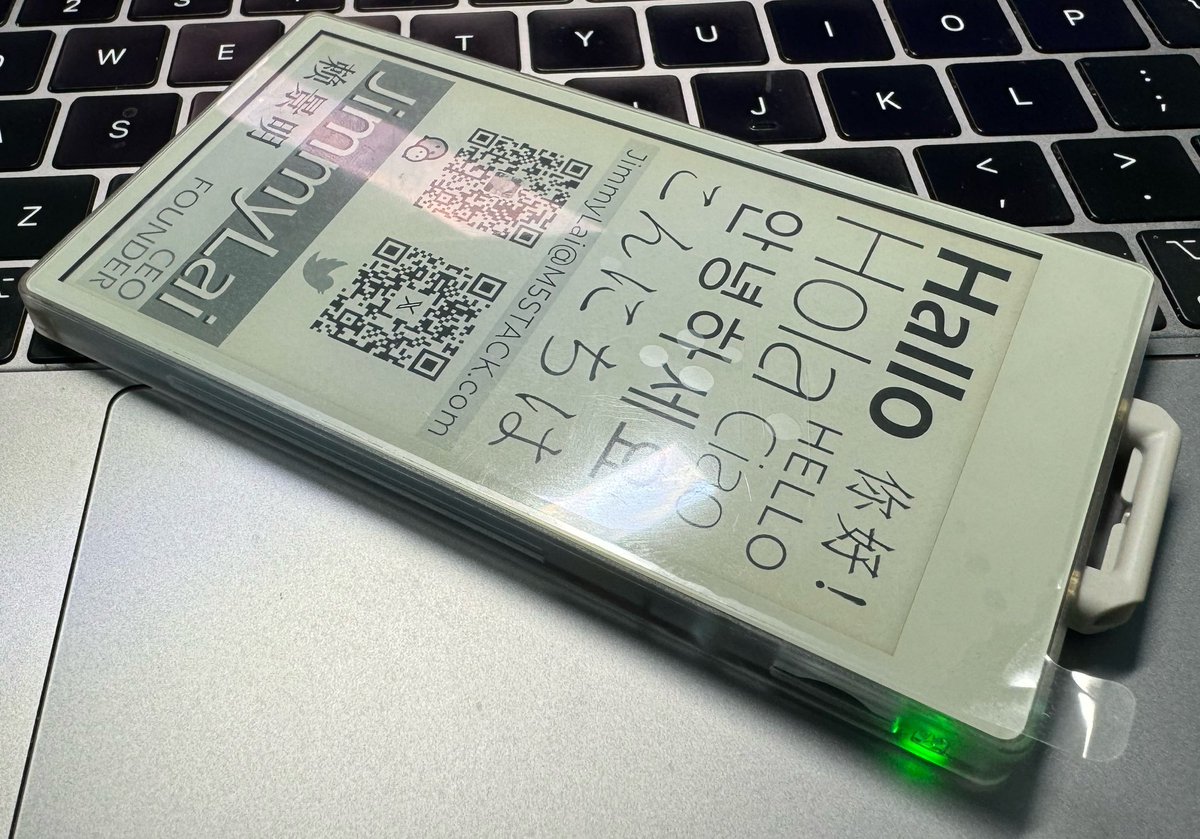 Hallo 你好!
Hola HELLO
Ciao
안녕하세요
こんにちは
JimmyLai@M5STACK.com
X
JimmyLai
赖景明 CEO
FOUNDER
2
W E T Y U I O P
S J K L : ;
Z < , > .